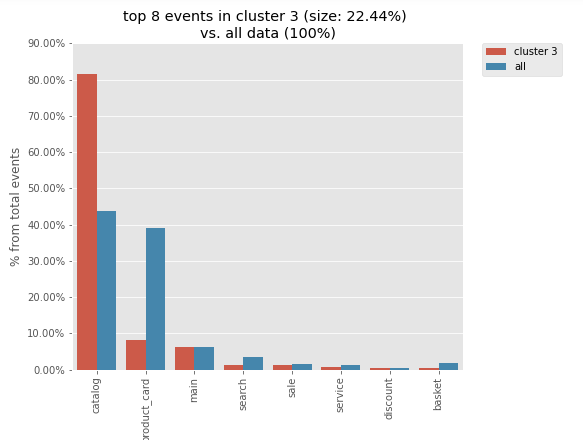 top 8 events in cluster 3 (size: 22.44%)
vs. all data (100%)
cluster 3
all
90.00%
80.00%
70.00%
60.00%
50.00%
40.00%
30.00%
20.00%
10.00%
0.00%
% from total events
catalog
product_card
main
search
sale
service
discount
basket